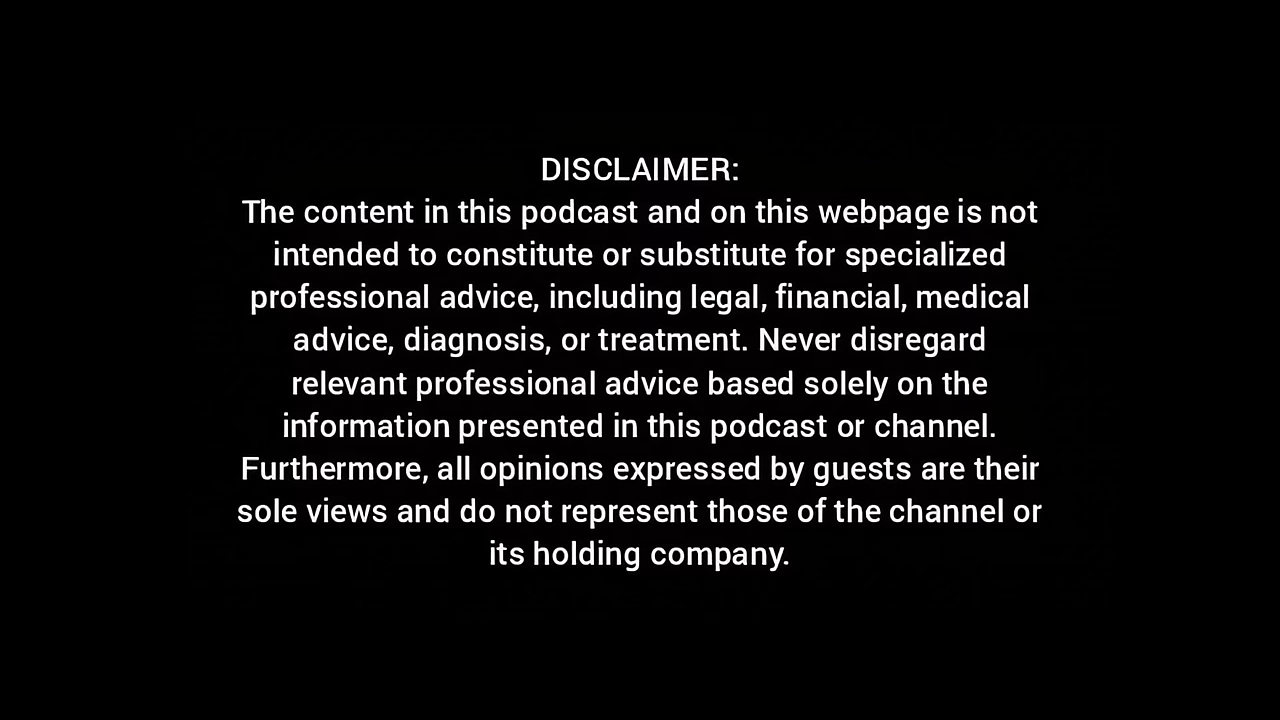 DISCLAIMER:
The content in this podcast and on this webpage is not
intended to constitute or substitute for specialized
professional advice, including legal, financial, medical
advice, diagnosis, or treatment. Never disregard
relevant professional advice based solely on the
information presented in this podcast or channel.
Furthermore, all opinions expressed by guests are their
sole views and do not represent those of the channel or
its holding company.